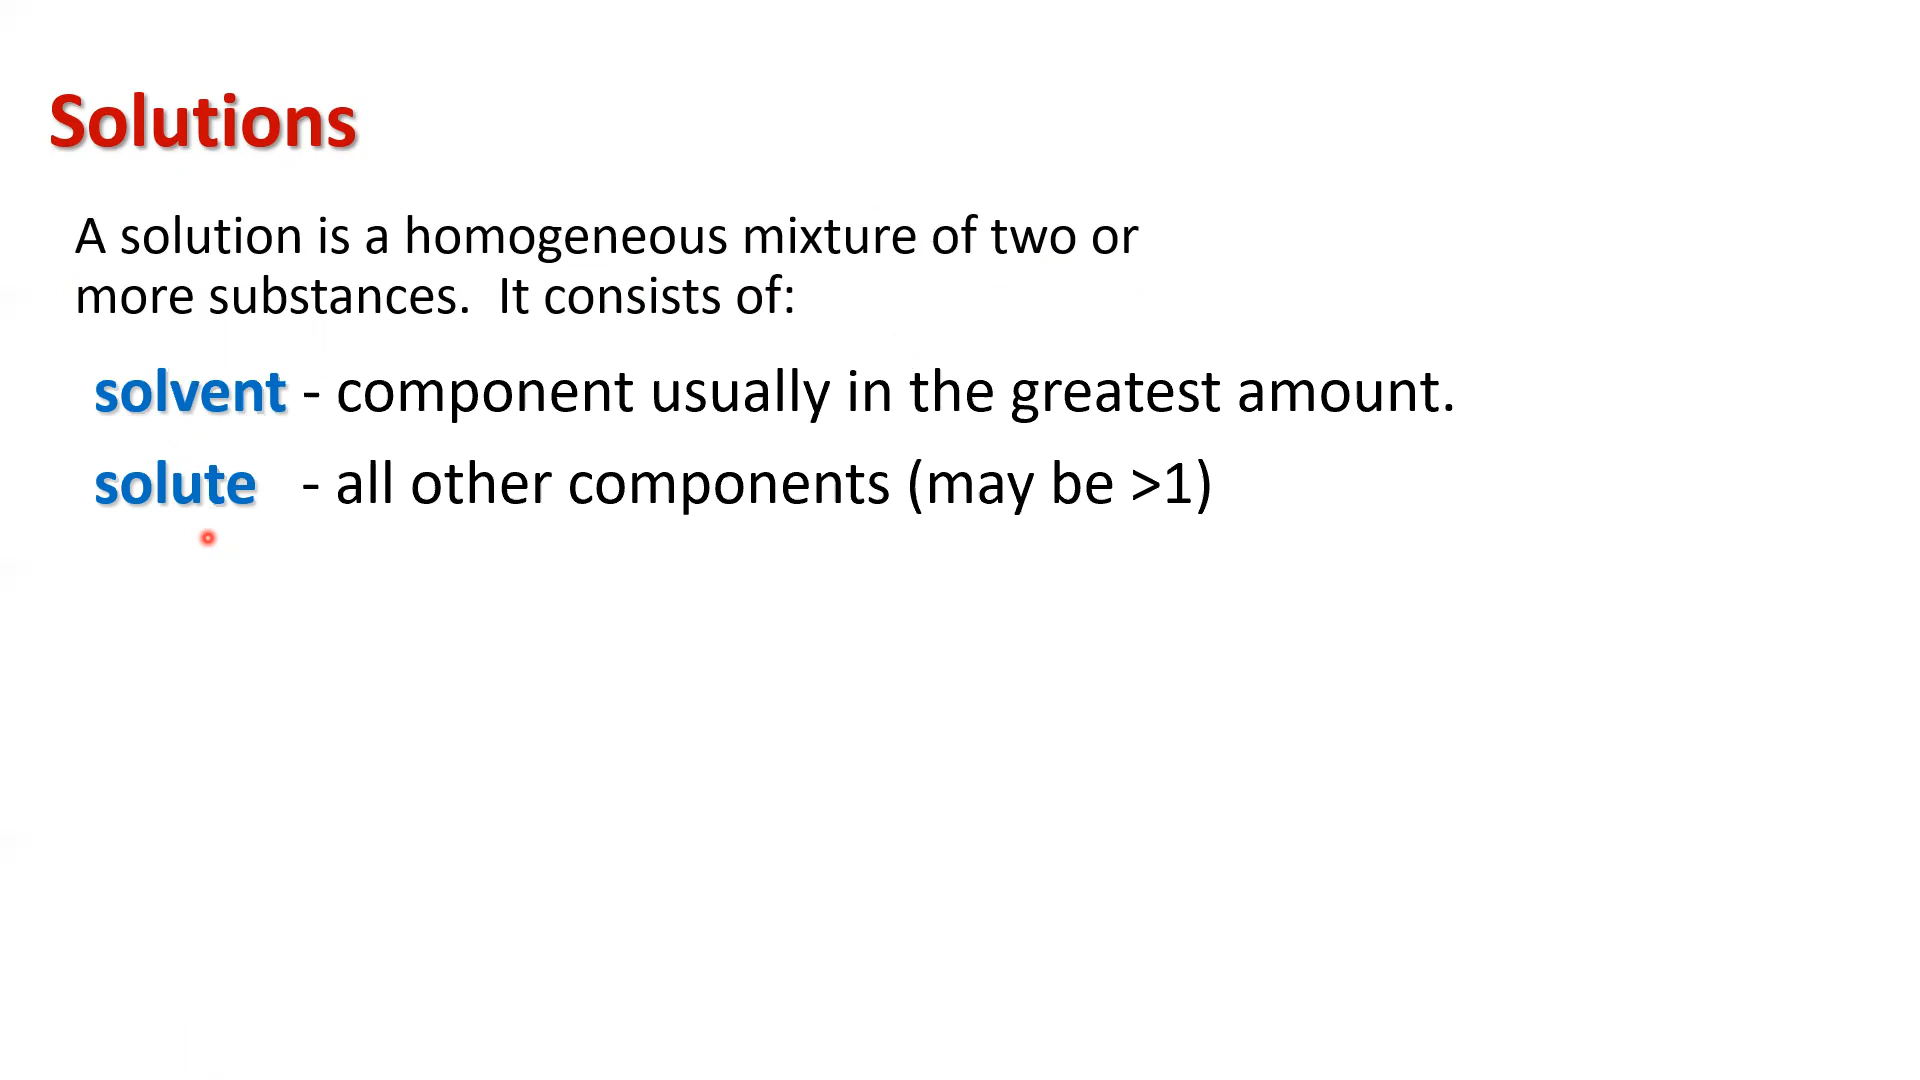 Solutions
A solution is a homogeneous mixture of two or
more substances.  It consists of:
solvent - component usually in the greatest amount.
solute - all other components (may be >1)